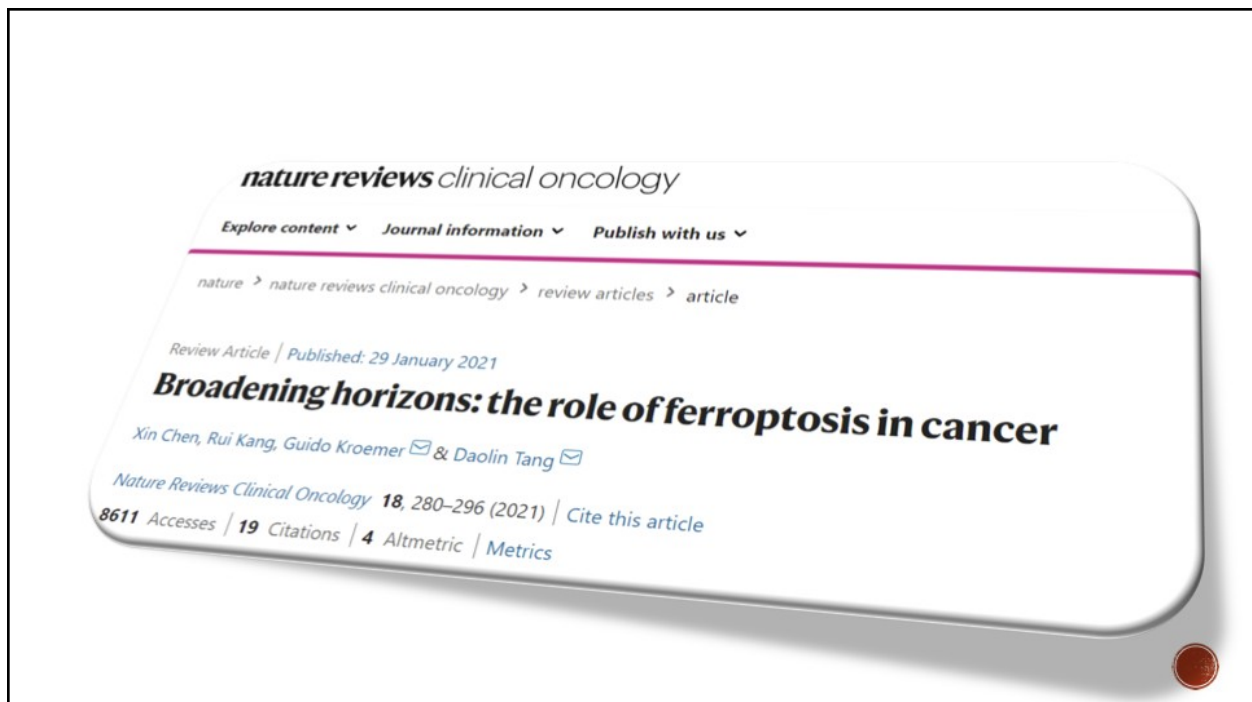 nature reviews clinical oncology
Explore content Journal information Publish with us
nature > nature reviews clinical oncology > review articles > article
Review Article | Published: 29 January 2021
Broadening horizons: the role of ferroptosis in cancer
Xin Chen, Rui Kang, Guido Kroemer & Daolin Tang
Nature Reviews Clinical Oncology 18, 280–296 (2021) | Cite this article
8611 Accesses | 19 Citations | 4 Altmetric | Metrics